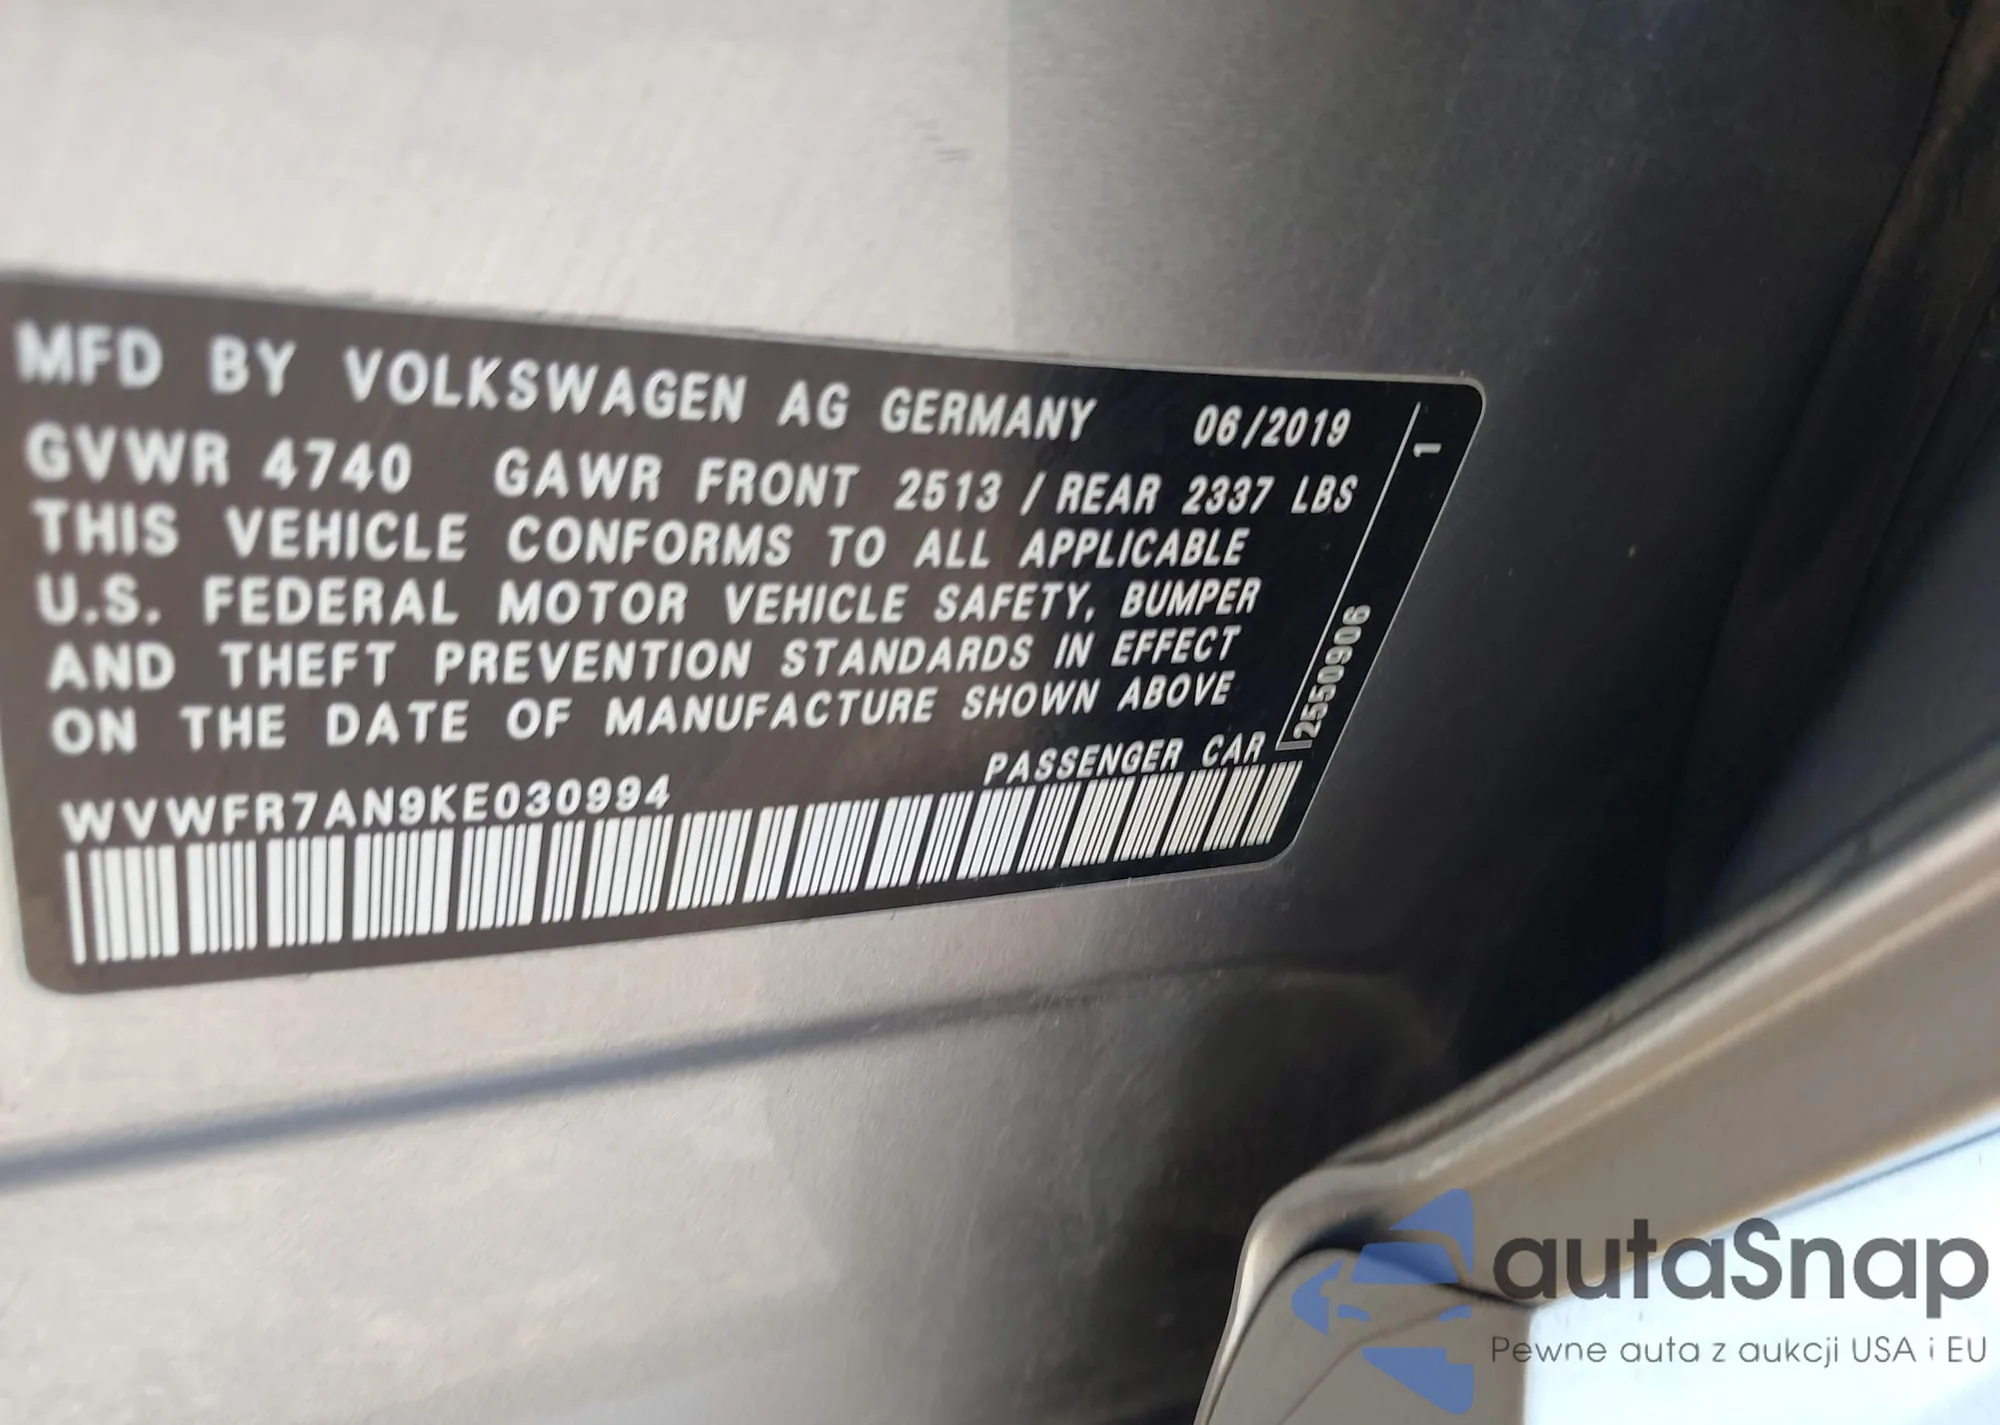 MFD BY VOLKSWAGEN AG GERMANY 06/2019
GVWR 4740 GAWR FRONT 2513 / REAR 2337 LBS
THIS VEHICLE CONFORMS TO ALL APPLICABLE
U.S. FEDERAL MOTOR VEHICLE SAFETY, BUMPER
AND THEFT PREVENTION STANDARDS IN EFFECT
ON THE DATE OF MANUFACTURE SHOWN ABOVE
PASSENGER CAR
WVWFR7AN9KE030994
1
2550906
autaSnap
Pewne auta z aukcji USA i EU